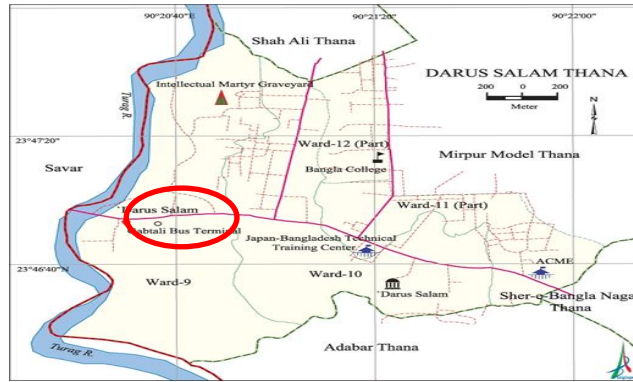 90°20'40"E
90°21'20"
90°22'00"
Shah Ali Thana
DARUS SALAM THANA
200 0 200
Meter
N
Intellectual Martyr Graveyard
Turag R.
23°47'20"
Ward-12 (Part)
Bangla College
Mirpur Model Thana
Savar
Darus Salam
Ward-11 (Part)
Gabtali Bus Terminal
Japan-Bangladesh Technical
Training Center
23°46'40"N
ACME
Ward-9
Ward-10
Darus Salam
Sher-e-Bangla Naga
Thana
Turag R.
Adabar Thana